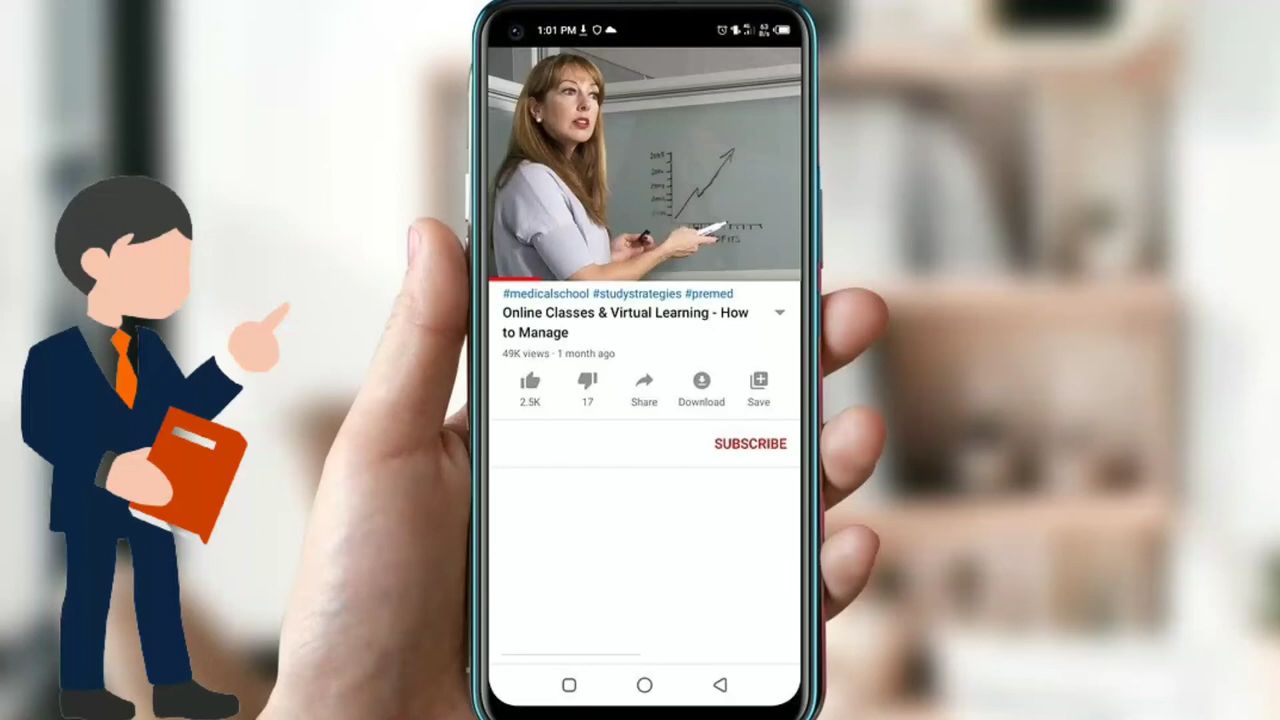 1:01 PM
#medicalschool #studystrategies #premed
Online Classes & Virtual Learning - How
to Manage
49K views · 1 month ago
2.5K
17
Share
Download
Save
SUBSCRIBE